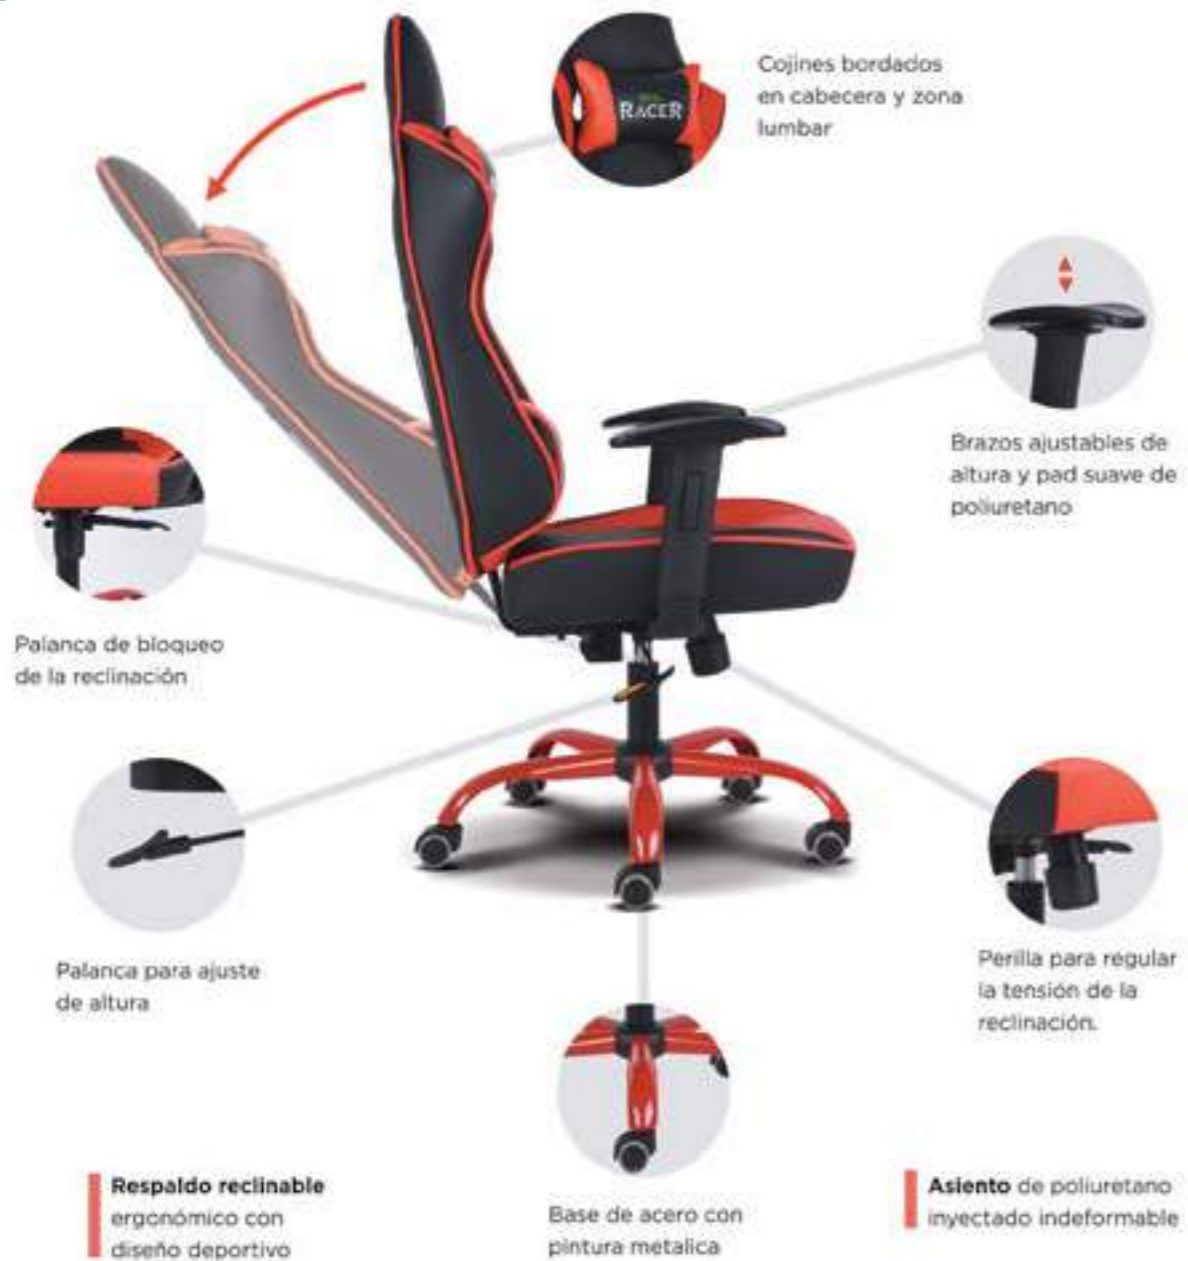 RACER
Cojines bordados
en cabecera y zona
lumbar
Brazos ajustables de
altura y pad suave de
poliuretano
Palanca de bloqueo
de la reclinación
Palanca para ajuste
de altura
Perilla para regular
la tensión de la
reclinación.
Respaldo reclinable
ergonómico con
diseño deportivo
Base de acero con
pintura metalica
Asiento de poliuretano
inyectado indeformable